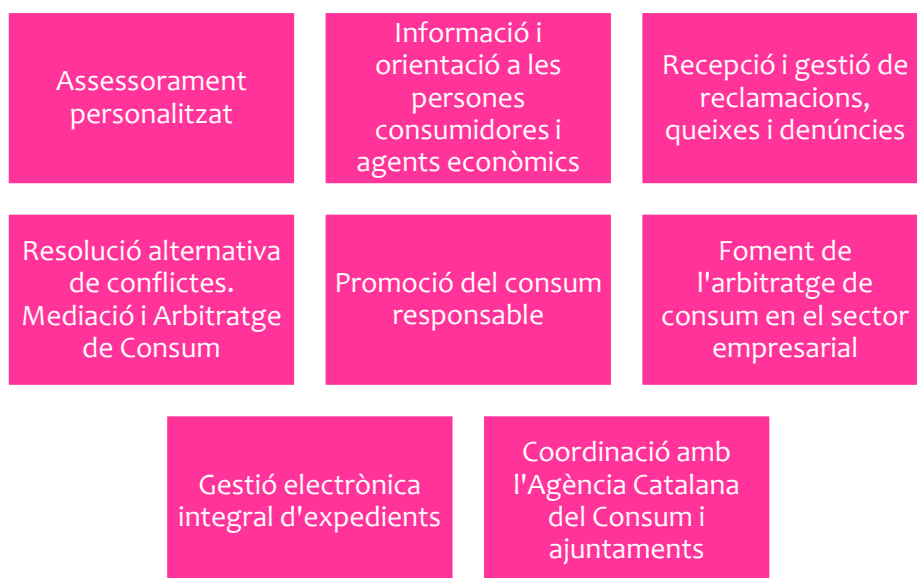 Assessorament
personalitzat
Informació i
orientació a les
persones
consumidores i
agents econòmics
Recepció i gestió de
reclamacions,
queixes i denúncies
Resolució alternativa
de conflictes.
Mediació i Arbitratge
de Consum
Promoció del consum
responsable
Foment de
l'arbitratge de
consum en el sector
empresarial
Gestió electrònica
integral d'expedients
Coordinació amb
l'Agència Catalana
del Consum i
ajuntaments